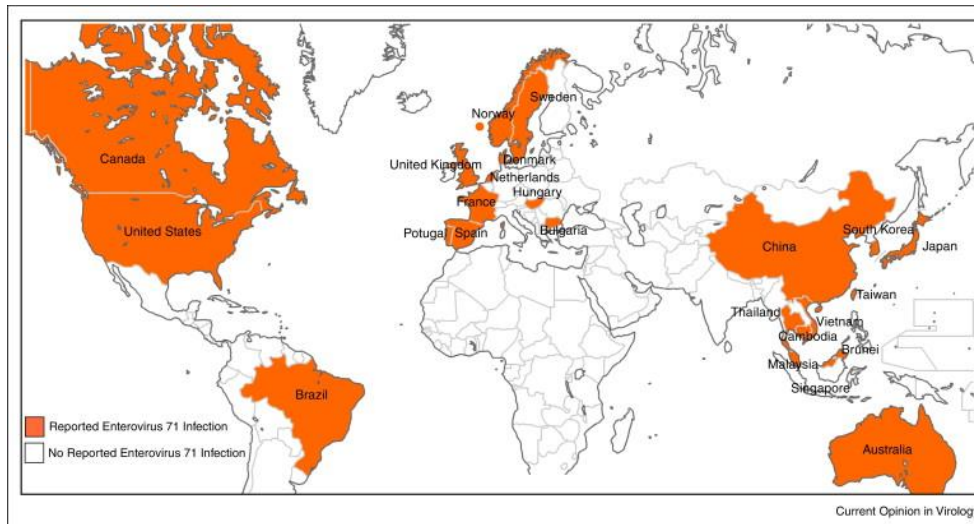 Canada
United States
Brazil
Norway
Sweden
United Kingdom
Denmark
Netherlands
Hungary
France
Potugal
Spain
Bulgaria
China
South Korea
Japan
Taiwan
Thailand
Vietnam
Cambodia
Brunei
Malaysia
Singapore
Australia
Reported Enterovirus 71 Infection
No Reported Enterovirus 71 Infection
Current Opinion in Virolog